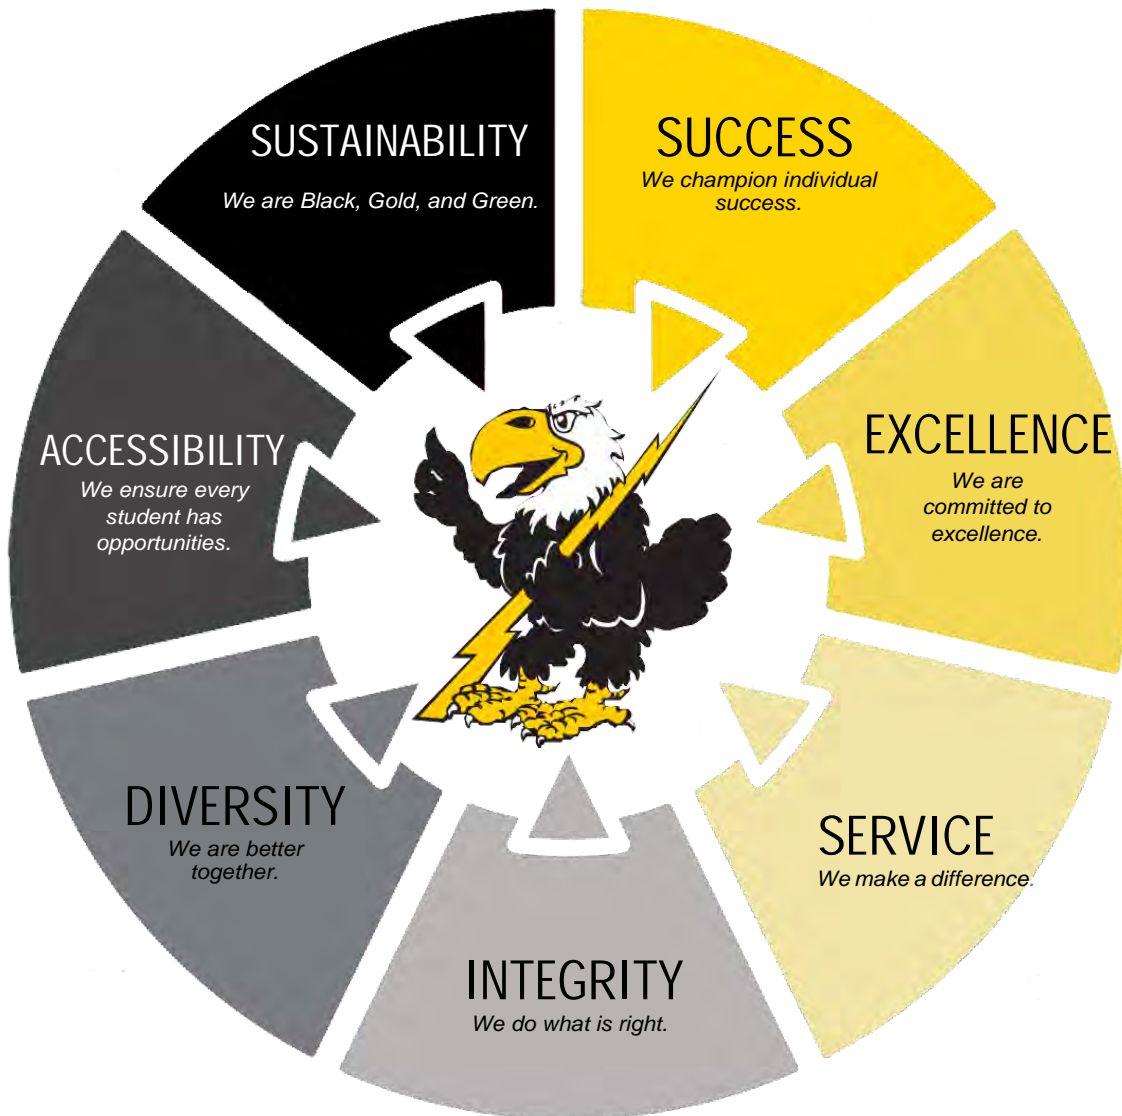 SUSTAINABILITY
We are Black, Gold, and Green.
SUCCESS
We champion individual
success.
EXCELLENCE
We are
committed to
excellence.
SERVICE
We make a difference.
INTEGRITY
We do what is right.
DIVERSITY
We are better
together.
ACCESSIBILITY
We ensure every
student has
opportunities.